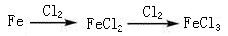 Fe —Cl₂→ FeCl₂ —Cl₂→ FeCl₃